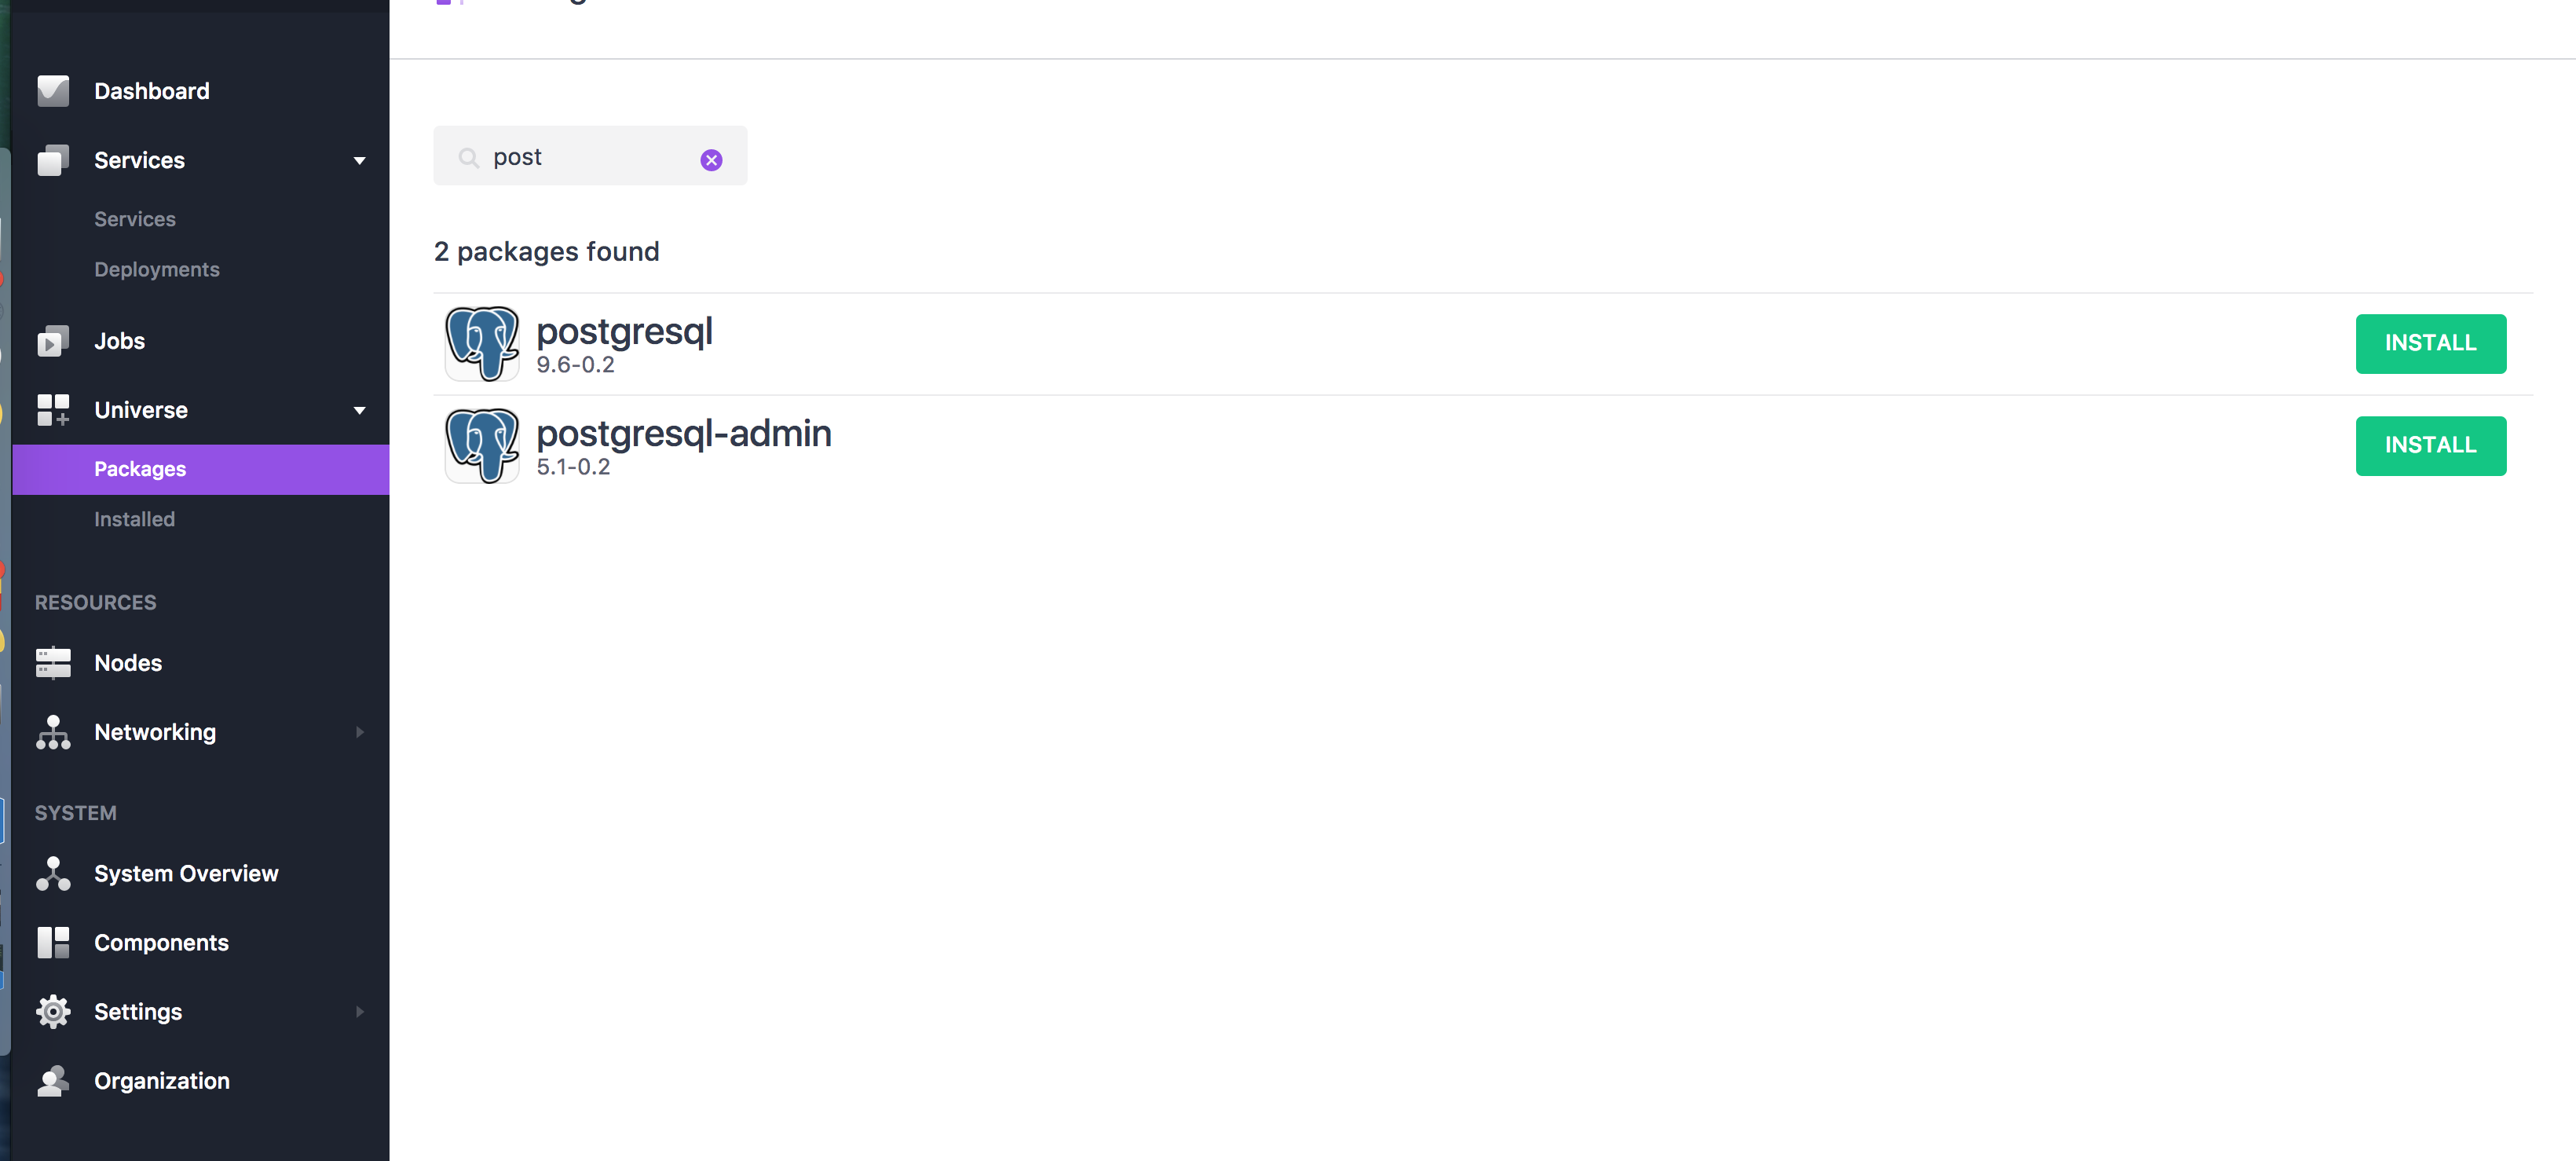 Dashboard
Services
Services
Deployments
Jobs
Universe
Packages
Installed
RESOURCES
Nodes
Networking
SYSTEM
System Overview
Components
Settings
Organization
post
2 packages found
postgresql
9.6-0.2
INSTALL
postgresql-admin
5.1-0.2
INSTALL